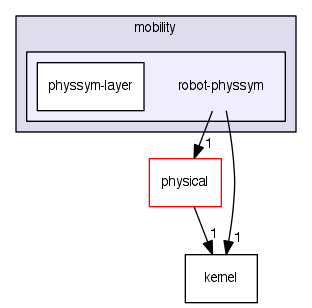 mobility
physsym-layer
robot-physsym
1
physical
1
1
kernel